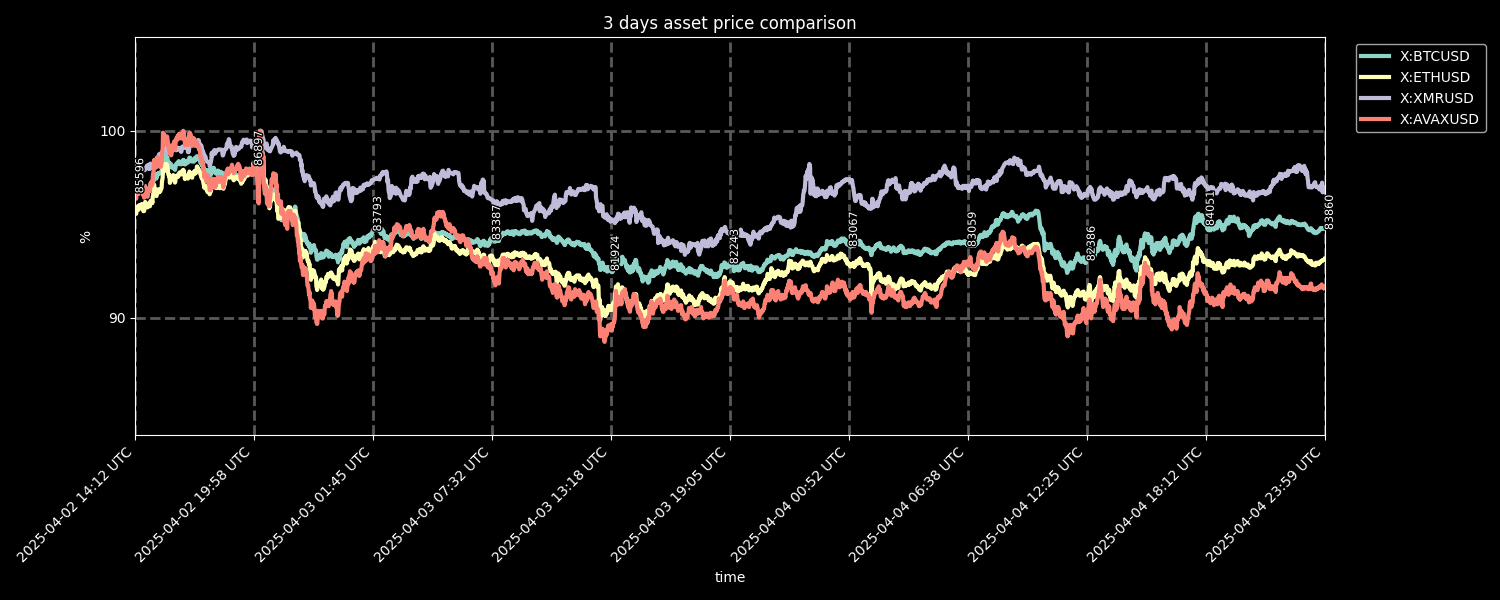 3 days asset price comparison
X:BTCUSD
X:ETHUSD
X:XMRUSD
X:AVAXUSD
100
90
%
85596
86897
83793
83387
81924
82243
83067
83059
82386
84051
83860
2025-04-02 14:12 UTC
2025-04-02 19:58 UTC
2025-04-03 01:45 UTC
2025-04-03 07:32 UTC
2025-04-03 13:18 UTC
2025-04-03 19:05 UTC
2025-04-04 00:52 UTC
2025-04-04 06:38 UTC
2025-04-04 12:25 UTC
2025-04-04 18:12 UTC
2025-04-04 23:59 UTC
time